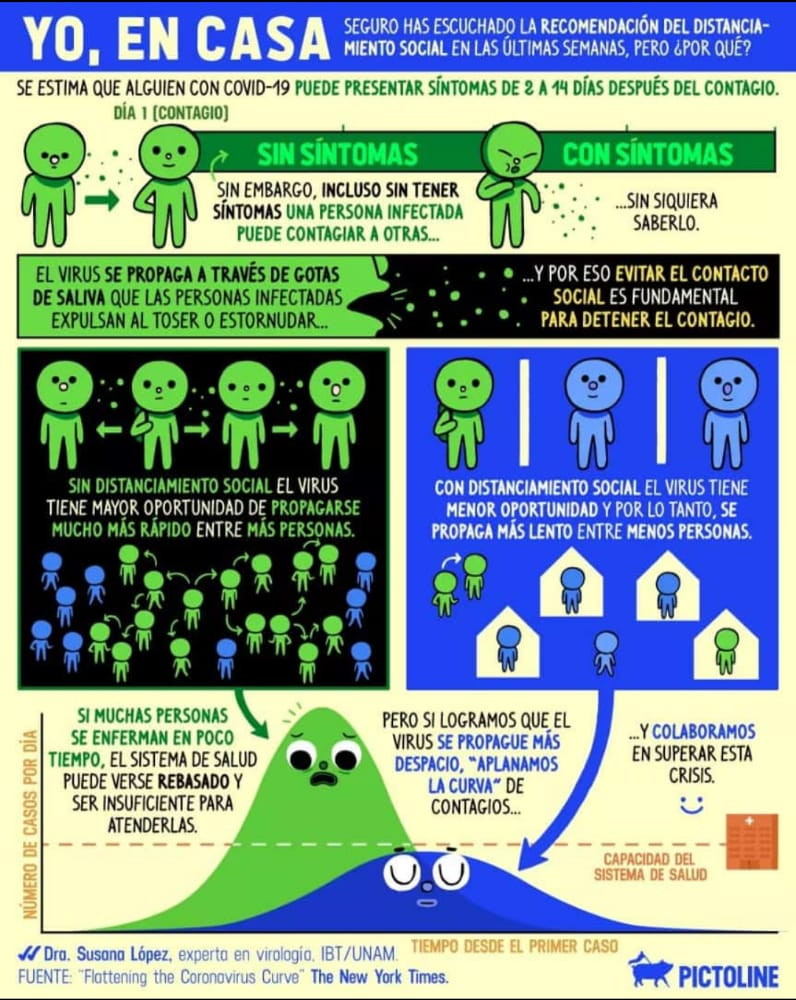 YO, EN CASA
SEGURO HAS ESCUCHADO LA RECOMENDACIÓN DEL DISTANCIA-
MIENTO SOCIAL EN LAS ÚLTIMAS SEMANAS, PERO ¿POR QUÉ?
SE ESTIMA QUE ALGUIEN CON COVID-19 PUEDE PRESENTAR SÍNTOMAS DE 2 A 14 DÍAS DESPUÉS DEL CONTAGIO.
DÍA 1 (CONTAGIO)
SIN SÍNTOMAS
CON SÍNTOMAS
SIN EMBARGO, INCLUSO SIN TENER
SÍNTOMAS UNA PERSONA INFECTADA
PUEDE CONTAGIAR A OTRAS...
...SIN SIQUIERA
SABERLO.
EL VIRUS SE PROPAGA A TRAVÉS DE GOTAS
DE SALIVA QUE LAS PERSONAS INFECTADAS
EXPULSAN AL TOSER O ESTORNUDAR...
...Y POR ESO EVITAR EL CONTACTO
SOCIAL ES FUNDAMENTAL
PARA DETENER EL CONTAGIO.
SIN DISTANCIAMIENTO SOCIAL EL VIRUS
TIENE MAYOR OPORTUNIDAD DE PROPAGARSE
MUCHO MÁS RÁPIDO ENTRE MÁS PERSONAS.
CON DISTANCIAMIENTO SOCIAL EL VIRUS TIENE
MENOR OPORTUNIDAD Y POR LO TANTO, SE
PROPAGA MÁS LENTO ENTRE MENOS PERSONAS.
SI MUCHAS PERSONAS
SE ENFERMAN EN POCO
TIEMPO, EL SISTEMA DE SALUD
PUEDE VERSE REBASADO Y
SER INSUFICIENTE PARA
ATENDERLAS.
PERO SI LOGRAMOS QUE EL
VIRUS SE PROPAGUE MÁS
DESPACIO, "APLANAMOS
LA CURVA" DE
CONTAGIOS...
...Y COLABORAMOS
EN SUPERAR ESTA
CRISIS.
NÚMERO DE CASOS POR DÍA
CAPACIDAD DEL
SISTEMA DE SALUD
TIEMPO DESDE EL PRIMER CASO
Dra. Susana López, experta en virología, IBT/UNAM.
FUENTE: "Flattening the Coronavirus Curve" The New York Times.
PICTOLINE